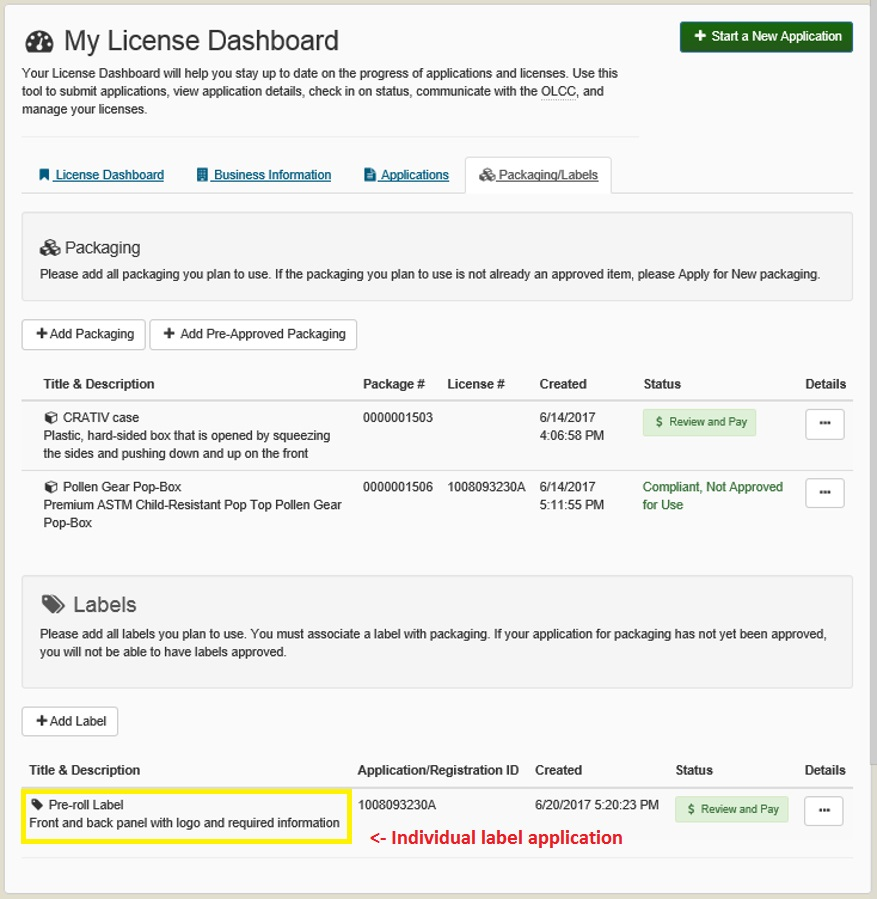 My License Dashboard
+ Start a New Application
Your License Dashboard will help you stay up to date on the progress of applications and licenses. Use this
tool to submit applications, view application details, check in on status, communicate with the OLCC, and
manage your licenses.
License Dashboard Business Information Applications Packaging/Labels
Packaging
Please add all packaging you plan to use. If the packaging you plan to use is not already an approved item, please Apply for New packaging.
+ Add Packaging + Add Pre-Approved Packaging
Title & Description Package # License # Created Status Details
CRATIV case 0000001503 6/14/2017 $ Review and Pay ...
Plastic, hard-sided box that is opened by squeezing 4:06:58 PM
the sides and pushing down and up on the front
Pollen Gear Pop-Box 0000001506 1008093230A 6/14/2017 Compliant, Not Approved ...
Premium ASTM Child-Resistant Pop Top Pollen Gear 5:11:55 PM for Use
Pop-Box
Labels
Please add all labels you plan to use. You must associate a label with packaging. If your application for packaging has not yet been approved,
you will not be able to have labels approved.
+ Add Label
Title & Description Application/Registration ID Created Status Details
Pre-roll Label 1008093230A 6/20/2017 5:20:23 PM $ Review and Pay ...
Front and back panel with logo and required information
<- Individual label application